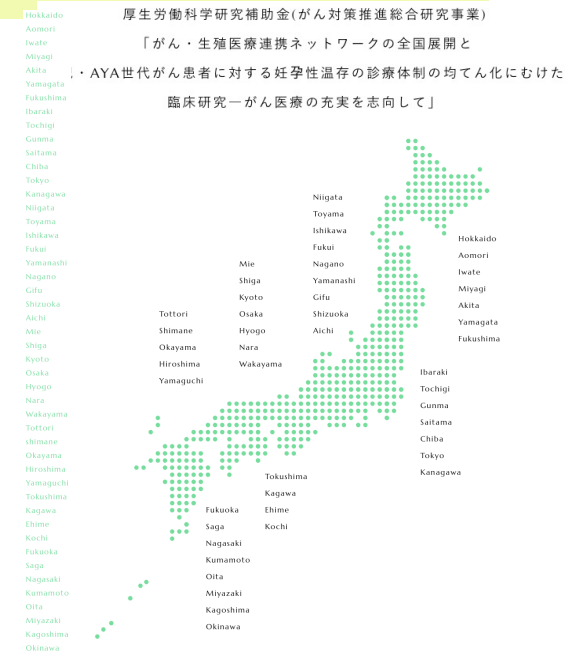 厚生労働科学研究補助金(がん対策推進総合研究事業)
「がん・生殖医療連携ネットワークの全国展開と
・AYA世代がん患者に対する妊孕性温存の診療体制の均てん化にむけた
臨床研究―がん医療の充実を志向して」
Hokkaido
Aomori
Iwate
Miyagi
Akita
Yamagata
Fukushima
Ibaraki
Tochigi
Gunma
Saitama
Chiba
Tokyo
Kanagawa
Niigata
Toyama
Ishikawa
Fukui
Yamanashi
Nagano
Gifu
Shizuoka
Aichi
Mie
Shiga
Kyoto
Osaka
Hyogo
Nara
Wakayama
Tottori
shimane
Okayama
Hiroshima
Yamaguchi
Tokushima
Kagawa
Ehime
Kochi
Fukuoka
Saga
Nagasaki
Kumamoto
Oita
Miyazaki
Kagoshima
Okinawa
Niigata
Toyama
Ishikawa
Fukui
Nagano
Yamanashi
Gifu
Shizuoka
Aichi
Hokkaido
Aomori
Iwate
Miyagi
Akita
Yamagata
Fukushima
Mie
Shiga
Kyoto
Osaka
Hyogo
Nara
Wakayama
Tottori
Shimane
Okayama
Hiroshima
Yamaguchi
Ibaraki
Tochigi
Gunma
Saitama
Chiba
Tokyo
Kanagawa
Tokushima
Kagawa
Ehime
Kochi
Fukuoka
Saga
Nagasaki
Kumamoto
Oita
Miyazaki
Kagoshima
Okinawa